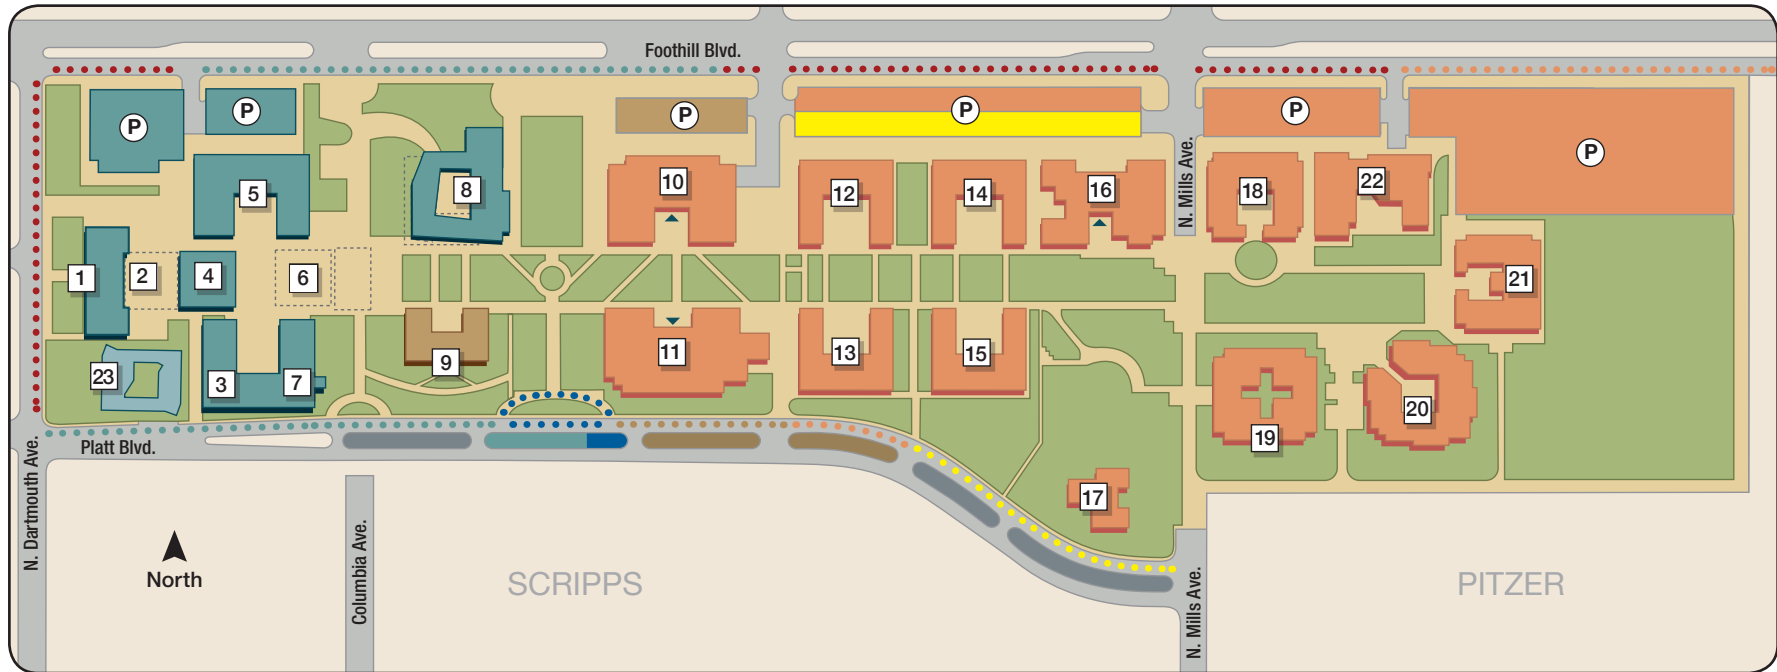 Foothill Blvd.
P
P
P
P
P
P
5
8
10
12
14
16
N. Mills Ave.
18
22
1
2
4
6
21
23
3
7
9
11
13
15
19
20
17
Platt Blvd.
N. Dartmouth Ave.
Columbia Ave.
North
SCRIPPS
N. Mills Ave.
PITZER